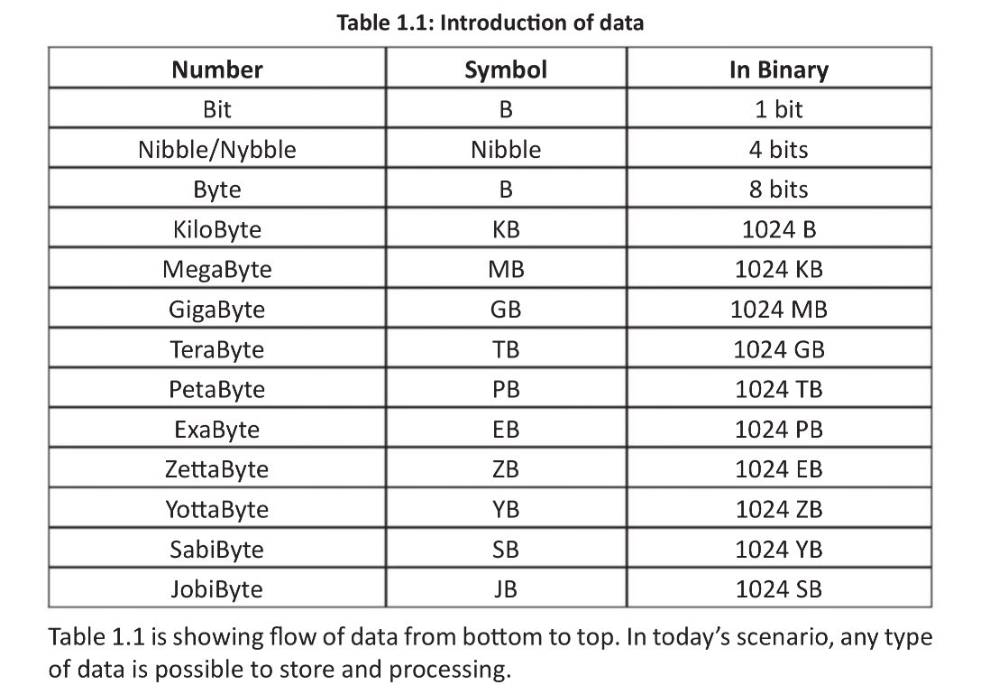 Table 1.1: Introduction of data
Number Symbol In Binary
Bit B 1 bit
Nibble/Nybble Nibble 4 bits
Byte B 8 bits
KiloByte KB 1024 B
MegaByte MB 1024 KB
GigaByte GB 1024 MB
TeraByte TB 1024 GB
PetaByte PB 1024 TB
ExaByte EB 1024 PB
ZettaByte ZB 1024 EB
YottaByte YB 1024 ZB
SabiByte SB 1024 YB
JobiByte JB 1024 SB
Table 1.1 is showing flow of data from bottom to top. In today’s scenario, any type
of data is possible to store and processing.